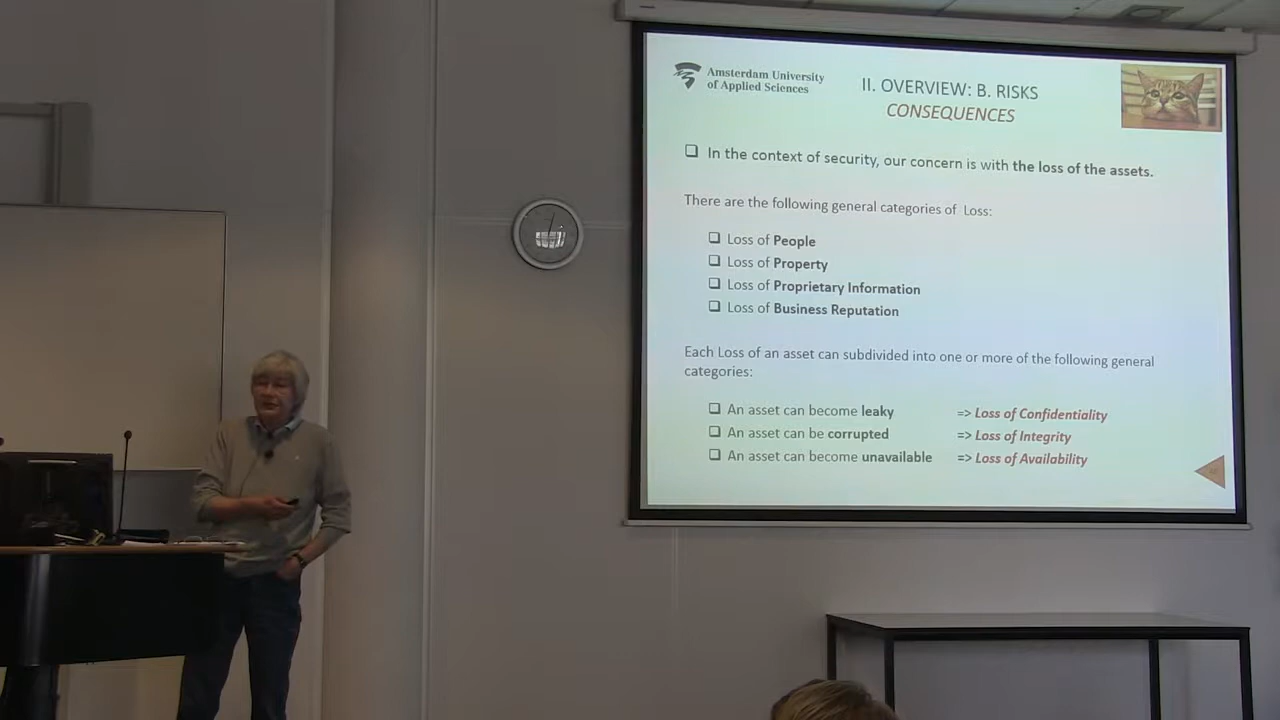 Amsterdam University
of Applied Sciences
II. OVERVIEW: B. RISKS
CONSEQUENCES
In the context of security, our concern is with the loss of the assets.
There are the following general categories of Loss:
Loss of People
Loss of Property
Loss of Proprietary Information
Loss of Business Reputation
Each Loss of an asset can subdivided into one or more of the following general
categories:
An asset can become leaky => Loss of Confidentiality
An asset can be corrupted => Loss of Integrity
An asset can become unavailable => Loss of Availability